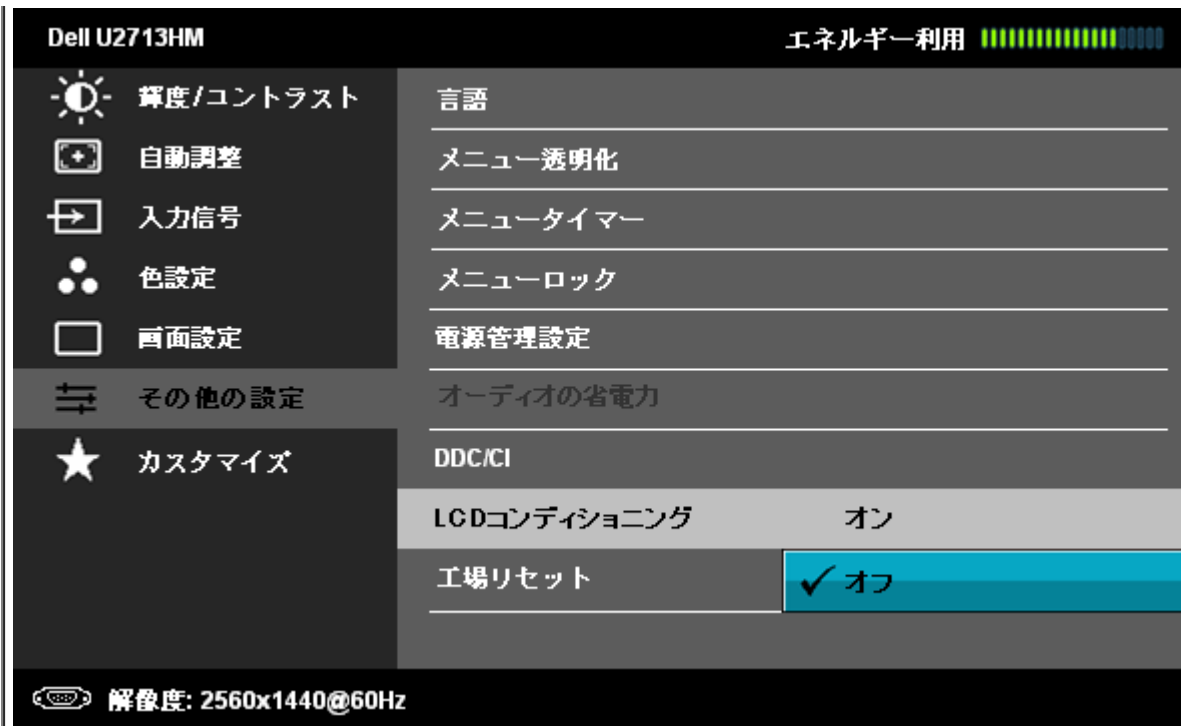 Dell U2713HM エネルギー利用
輝度/コントラスト
自動調整
入力信号
色設定
画面設定
その他の設定
カスタマイズ
言語
メニュー透明化
メニュータイマー
メニューロック
電源管理設定
オーディオの省電力
DDC/CI
LCDコンディショニング オン
工場リセット オフ
解像度: 2560x1440@60Hz